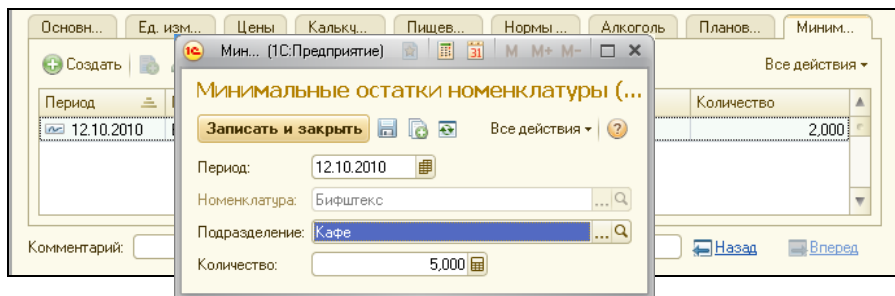 Основн... Ед. изм... Цены Кальку... Пищев... Нормы ... Алкоголь Планов... Миним...
Мин... (1С:Предприятие) 31 M M+ M-
Создать Все действия
Минимальные остатки номенклатуры (...
Период Количество
Записать и закрыть Все действия ?
12.10.2010 2,000
Период: 12.10.2010
Номенклатура: Бифштекс ...
Подразделение: Кафе ...
Комментарий: Назад Вперед
Количество: 5,000